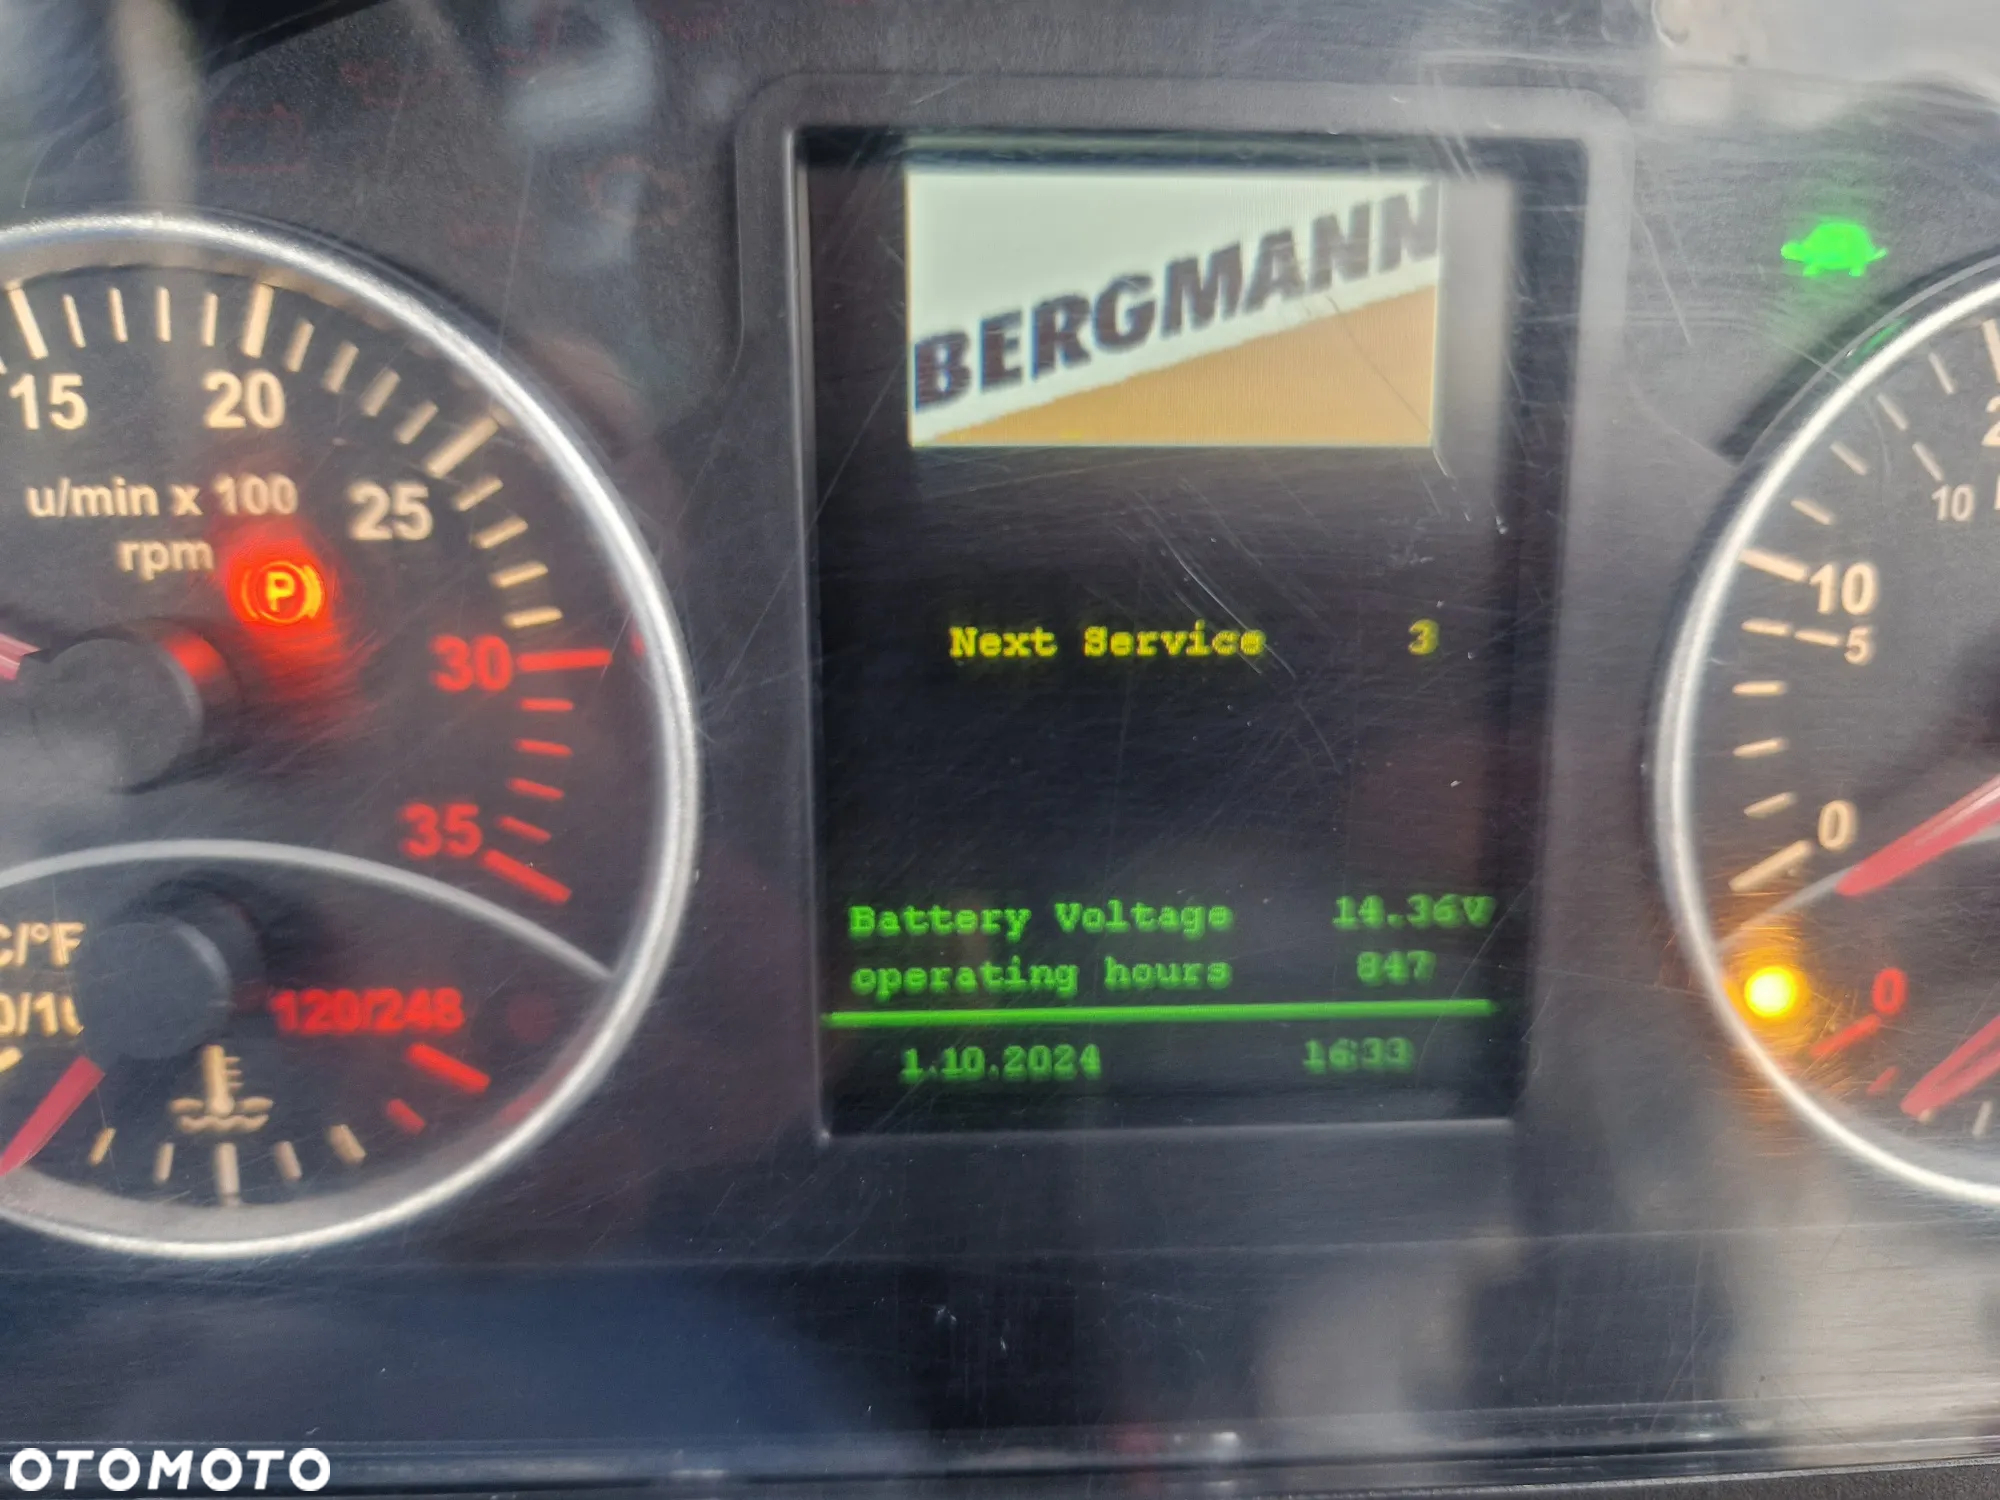 BERGMANN
15
20
25
30
35
u/min x 100
rpm
P
120/248
Next Service 3
Battery Voltage 14.36V
operating hours 847
1.10.2024 16:33
10
10
5
0
0
OTOMOTO